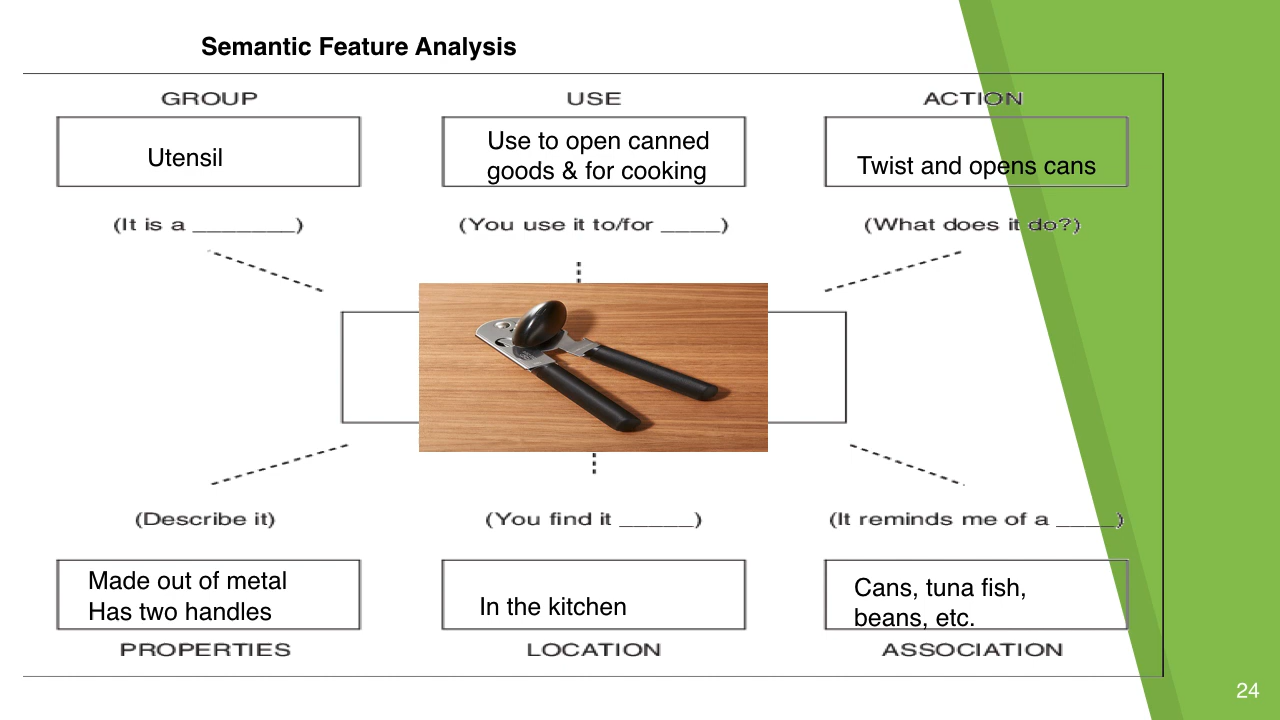 Semantic Feature Analysis
GROUP
USE
ACTION
Utensil
Use to open canned
goods & for cooking
Twist and opens cans
(It is a _______)
(You use it to/for ____)
(What does it do?)
(Describe it)
(You find it _____)
(It reminds me of a ____)
Made out of metal
Has two handles
In the kitchen
Cans, tuna fish,
beans, etc.
PROPERTIES
LOCATION
ASSOCIATION
24